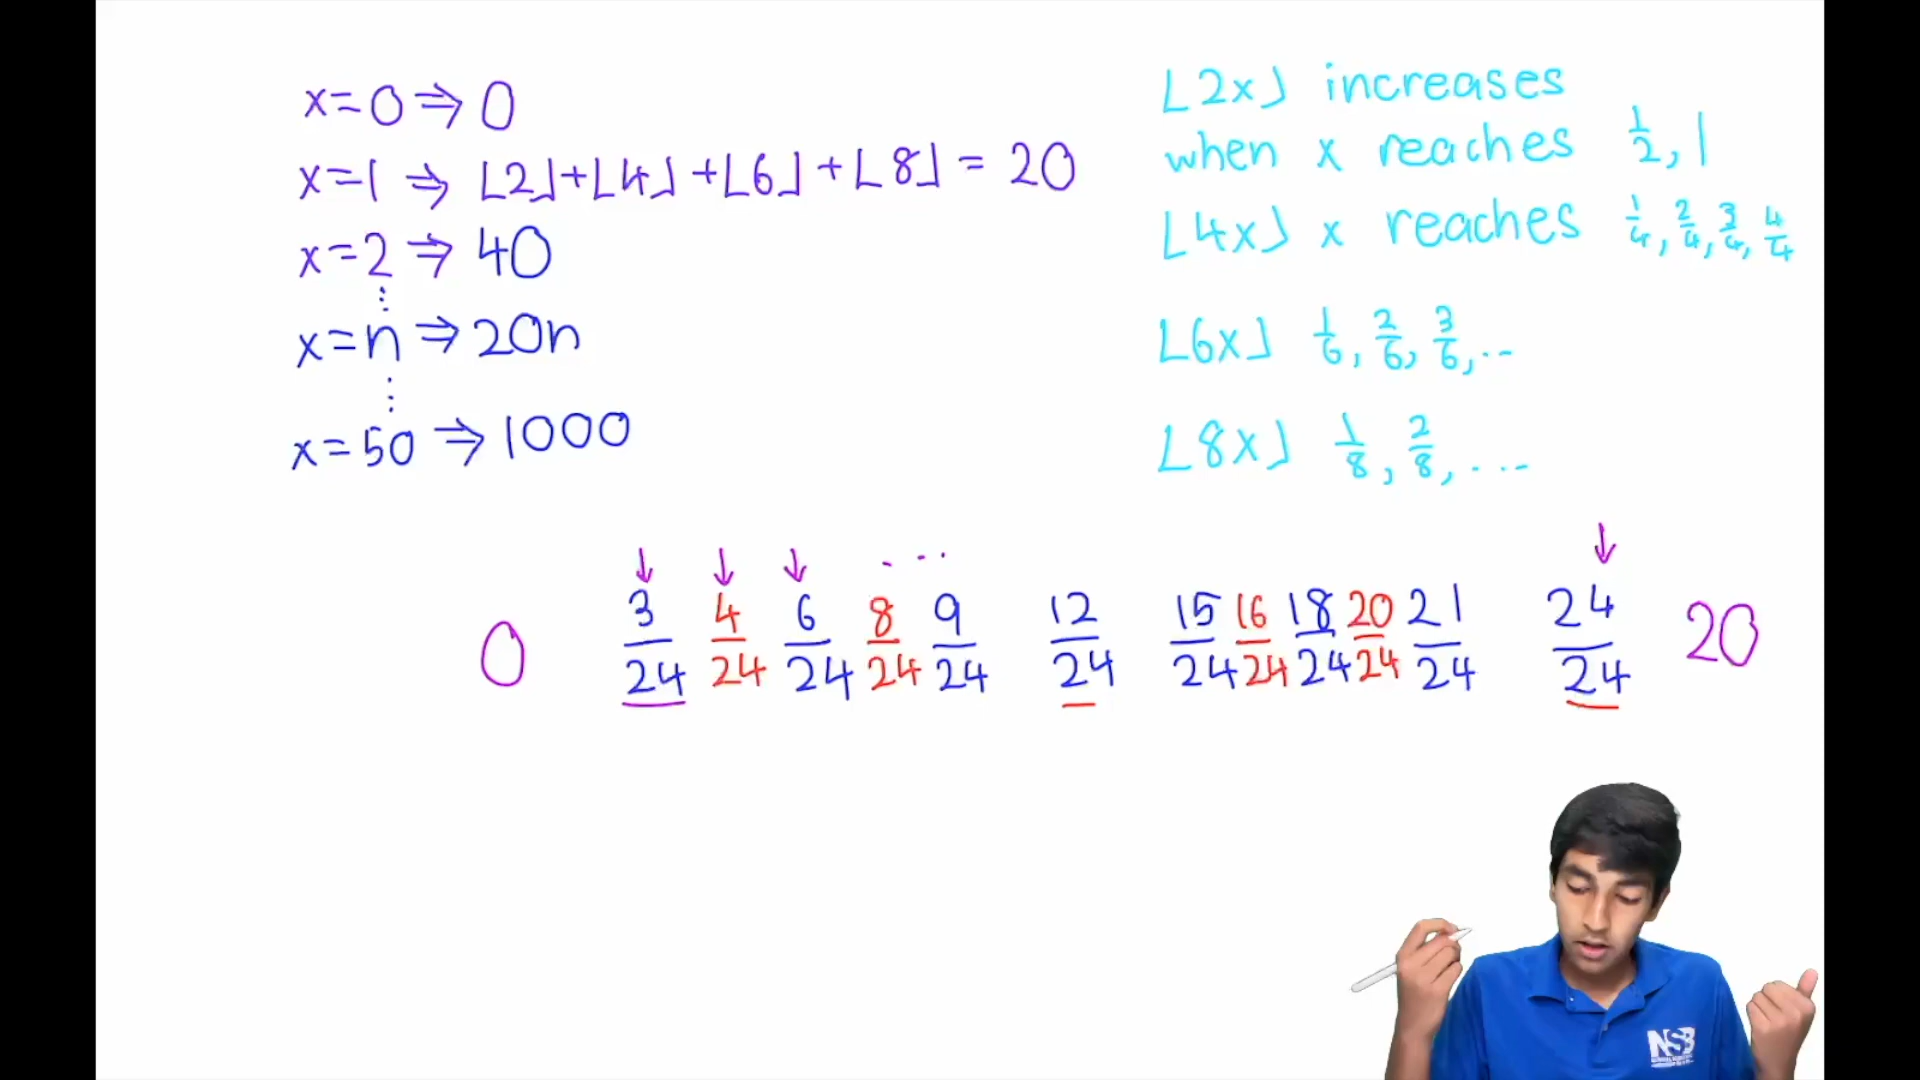 x=0 ⇒ 0
x=1 ⇒ ⌊2⌋+⌊4⌋+⌊6⌋+⌊8⌋ = 20
x=2 ⇒ 40
⋮
x=n ⇒ 20n
⋮
x=50 ⇒ 1000
⌊2x⌋ increases
when x reaches 1/2, 1
⌊4x⌋ x reaches 1/4, 2/4, 3/4, 4/4
⌊6x⌋ 1/6, 2/6, 3/6, ...
⌊8x⌋ 1/8, 2/8, ....
↓ ↓ ↓ ... ↓
0 3/24 4/24 6/24 8/24 9/24 12/24 15/24 16/24 18/24 20/24 21/24 24/24 20
NSB